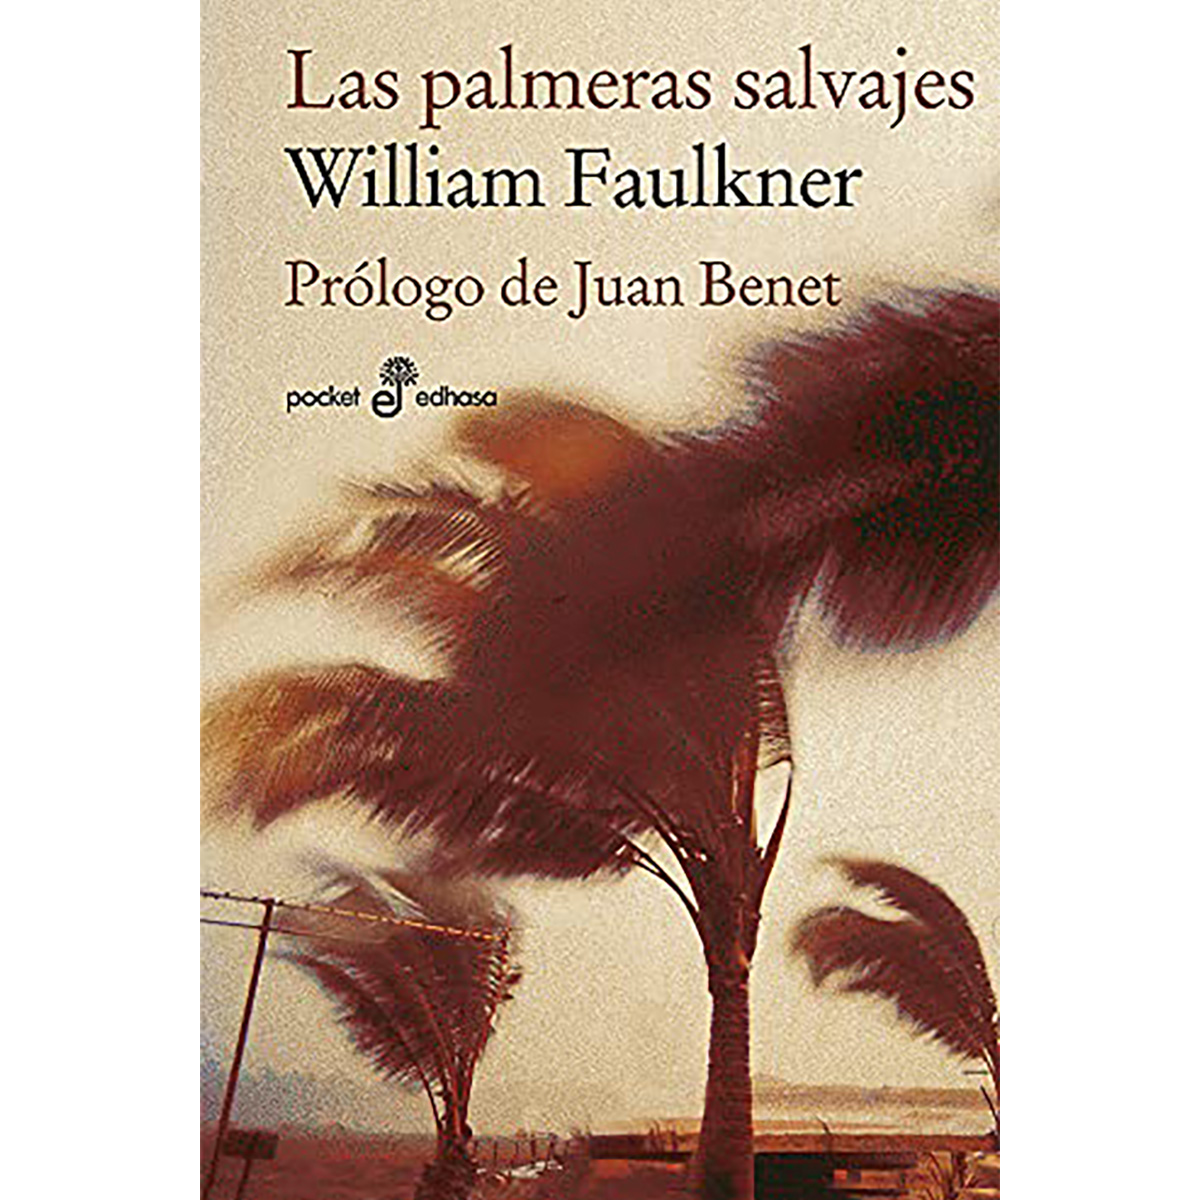 Las palmeras salvajes
William Faulkner
Prólogo de Juan Benet
pocket edhasa